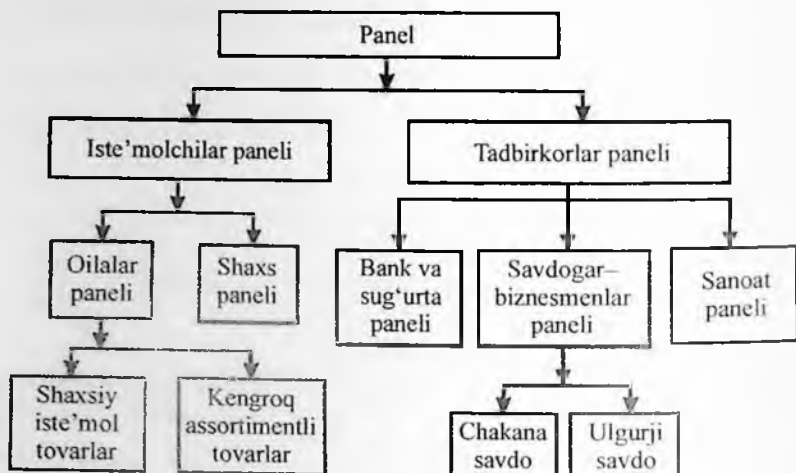 Panel
Iste’molchilar paneli
Tadbirkorlar paneli
Oilalar
paneli
Shaxs
paneli
Bank va
sug‘urta
paneli
Savdogar–
biznesmenlar
paneli
Sanoat
paneli
Shaxsiy
iste’mol
tovarlar
Kengroq
assortimentli
tovarlar
Chakana
savdo
Ulgurji
savdo